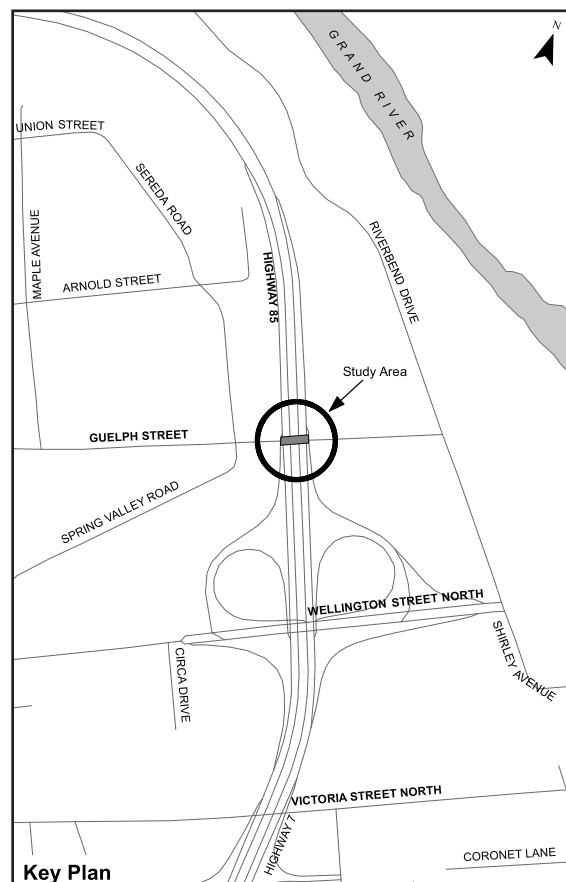 N
GRAND RIVER
UNION STREET
SEREDA ROAD
MAPLE AVENUE
RIVERBEND DRIVE
HIGHWAY 85
ARNOLD STREET
Study Area
GUELPH STREET
SPRING VALLEY ROAD
WELLINGTON STREET NORTH
SHIRLEY AVENUE
CIRCA DRIVE
VICTORIA STREET NORTH
HIGHWAY 7
CORONET LANE
Key Plan